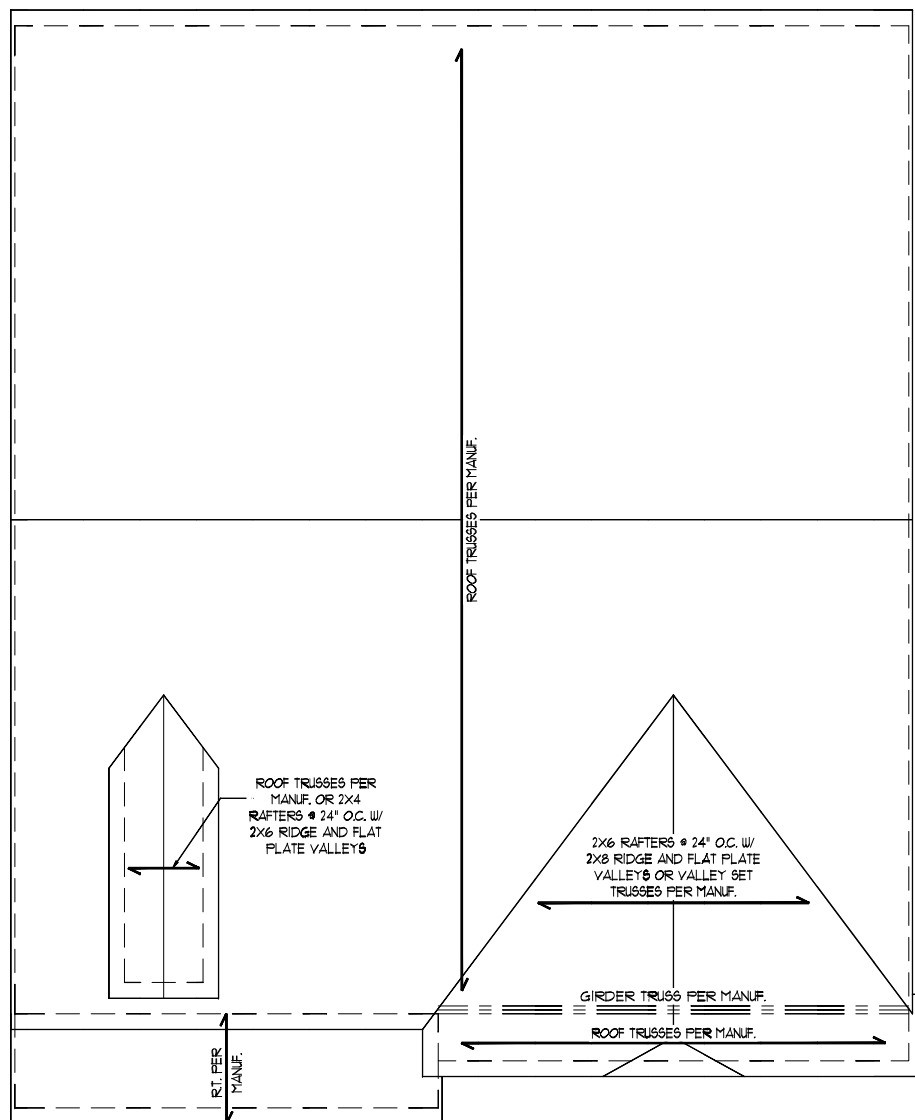 ROOF TRUSSES PER MANUF.
ROOF TRUSSES PER
MANUF. OR 2X4
RAFTERS @ 24" O.C. W/
2X6 RIDGE AND FLAT
PLATE VALLEYS
2X6 RAFTERS @ 24" O.C. W/
2X8 RIDGE AND FLAT PLATE
VALLEYS OR VALLEY SET
TRUSSES PER MANUF.
GIRDER TRUSS PER MANUF.
ROOF TRUSSES PER MANUF.
R.T. PER
MANUF.